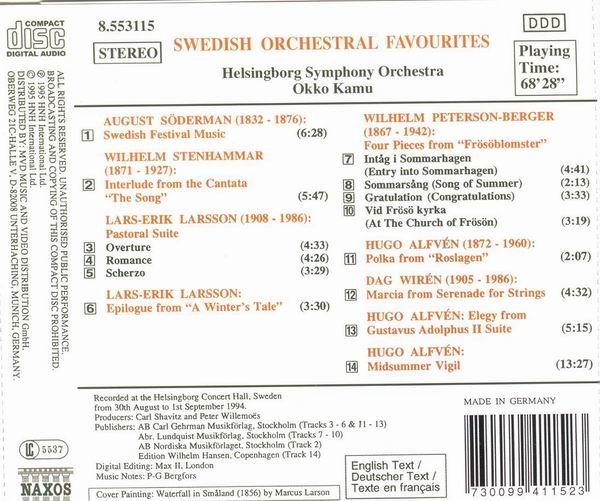 COMPACT
disc
DIGITAL AUDIO
8.553115
STEREO
SWEDISH ORCHESTRAL FAVOURITES
Helsingborg Symphony Orchestra
Okko Kamu
DDD
Playing
Time:
68'28"
AUGUST SÖDERMAN (1832 - 1876):
1 Swedish Festival Music (6:28)
WILHELM STENHAMMAR
(1871 - 1927):
2 Interlude from the Cantata
"The Song" (5:47)
LARS-ERIK LARSSON (1908 - 1986):
Pastoral Suite
3 Overture (4:33)
4 Romance (4:26)
5 Scherzo (3:29)
LARS-ERIK LARSSON:
6 Epilogue from "A Winter's Tale" (3:30)
WILHELM PETERSON-BERGER
(1867 - 1942):
Four Pieces from "Frösöblomster"
7 Intåg i Sommarhagen
(Entry into Sommarhagen) (4:41)
8 Sommarsång (Song of Summer) (2:13)
9 Gratulation (Congratulations) (3:33)
10 Vid Frösö kyrka
(At The Church of Frösön) (3:19)
HUGO ALFVÉN (1872 - 1960):
11 Polka from "Roslagen" (2:07)
DAG WIRÉN (1905 - 1986):
12 Marcia from Serenade for Strings (4:32)
HUGO ALFVÉN: Elegy from
13 Gustavus Adolphus II Suite (5:15)
HUGO ALFVÉN:
14 Midsummer Vigil (13:27)
Recorded at the Helsingborg Concert Hall, Sweden
from 30th August to 1st September 1994.
Producers: Carl Shavitz and Peter Willemoës
Publishers: AB Carl Gehrman Musikförlag, Stockholm (Tracks 3 - 6 & 11 - 13)
Abr. Lundquist Musikförlag, Stockholm (Tracks 7 - 10)
AB Nordiska Musikförlaget, Stockholm (Track 2)
Edition Wilhelm Hansen, Copenhagen (Track 14)
Digital Editing: Max II, London
Music Notes: P-G Bergfors
Cover Painting: Waterfall in Småland (1856) by Marcus Larson
English Text /
Deutscher Text /
Texte en français
MADE IN GERMANY
730099 411523
ALL RIGHTS RESERVED. UNAUTHORISED PUBLIC PERFORMANCE,
BROADCASTING AND COPYING OF THIS COMPACT DISC PROHIBITED.
℗ 1995 HNH International Ltd.
© 1995 HNH International Ltd.
DISTRIBUTED BY: MVD MUSIC AND VIDEO DISTRIBUTION GmbH,
OBERWEG 21C-HALLE V, D-82008 UNTERHACHING, MUNICH, GERMANY.
LC 5537
NAXOS